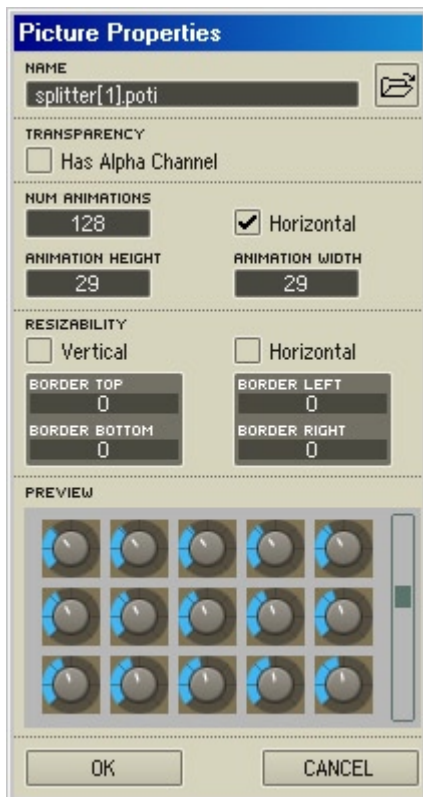 Picture Properties
NAME
splitter[1].poti
TRANSPARENCY
Has Alpha Channel
NUM ANIMATIONS
128 Horizontal
ANIMATION HEIGHT ANIMATION WIDTH
29 29
RESIZABILITY
Vertical Horizontal
BORDER TOP BORDER LEFT
0 0
BORDER BOTTOM BORDER RIGHT
0 0
PREVIEW
OK CANCEL